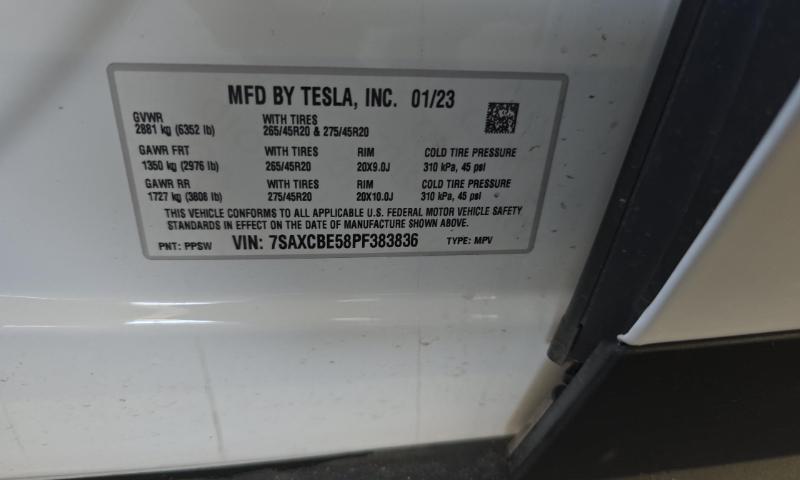 MFD BY TESLA, INC. 01/23
GVWR WITH TIRES
2881 kg (6352 lb) 265/45R20 & 275/45R20
GAWR FRT WITH TIRES RIM COLD TIRE PRESSURE
1350 kg (2976 lb) 265/45R20 20X9.0J 310 kPa, 45 psi
GAWR RR WITH TIRES RIM COLD TIRE PRESSURE
1727 kg (3808 lb) 275/45R20 20X10.0J 310 kPa, 45 psi
THIS VEHICLE CONFORMS TO ALL APPLICABLE U.S. FEDERAL MOTOR VEHICLE SAFETY
STANDARDS IN EFFECT ON THE DATE OF MANUFACTURE SHOWN ABOVE.
PNT: PPSW VIN: 7SAXCBE58PF383836 TYPE: MPV